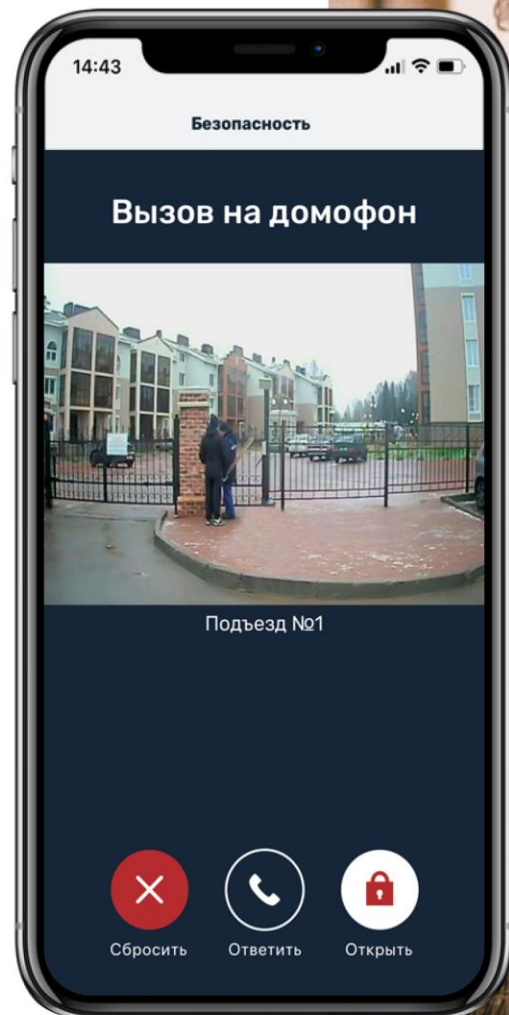 14:43
Безопасность
Вызов на домофон
Подъезд №1
Сбросить
Ответить
Открыть